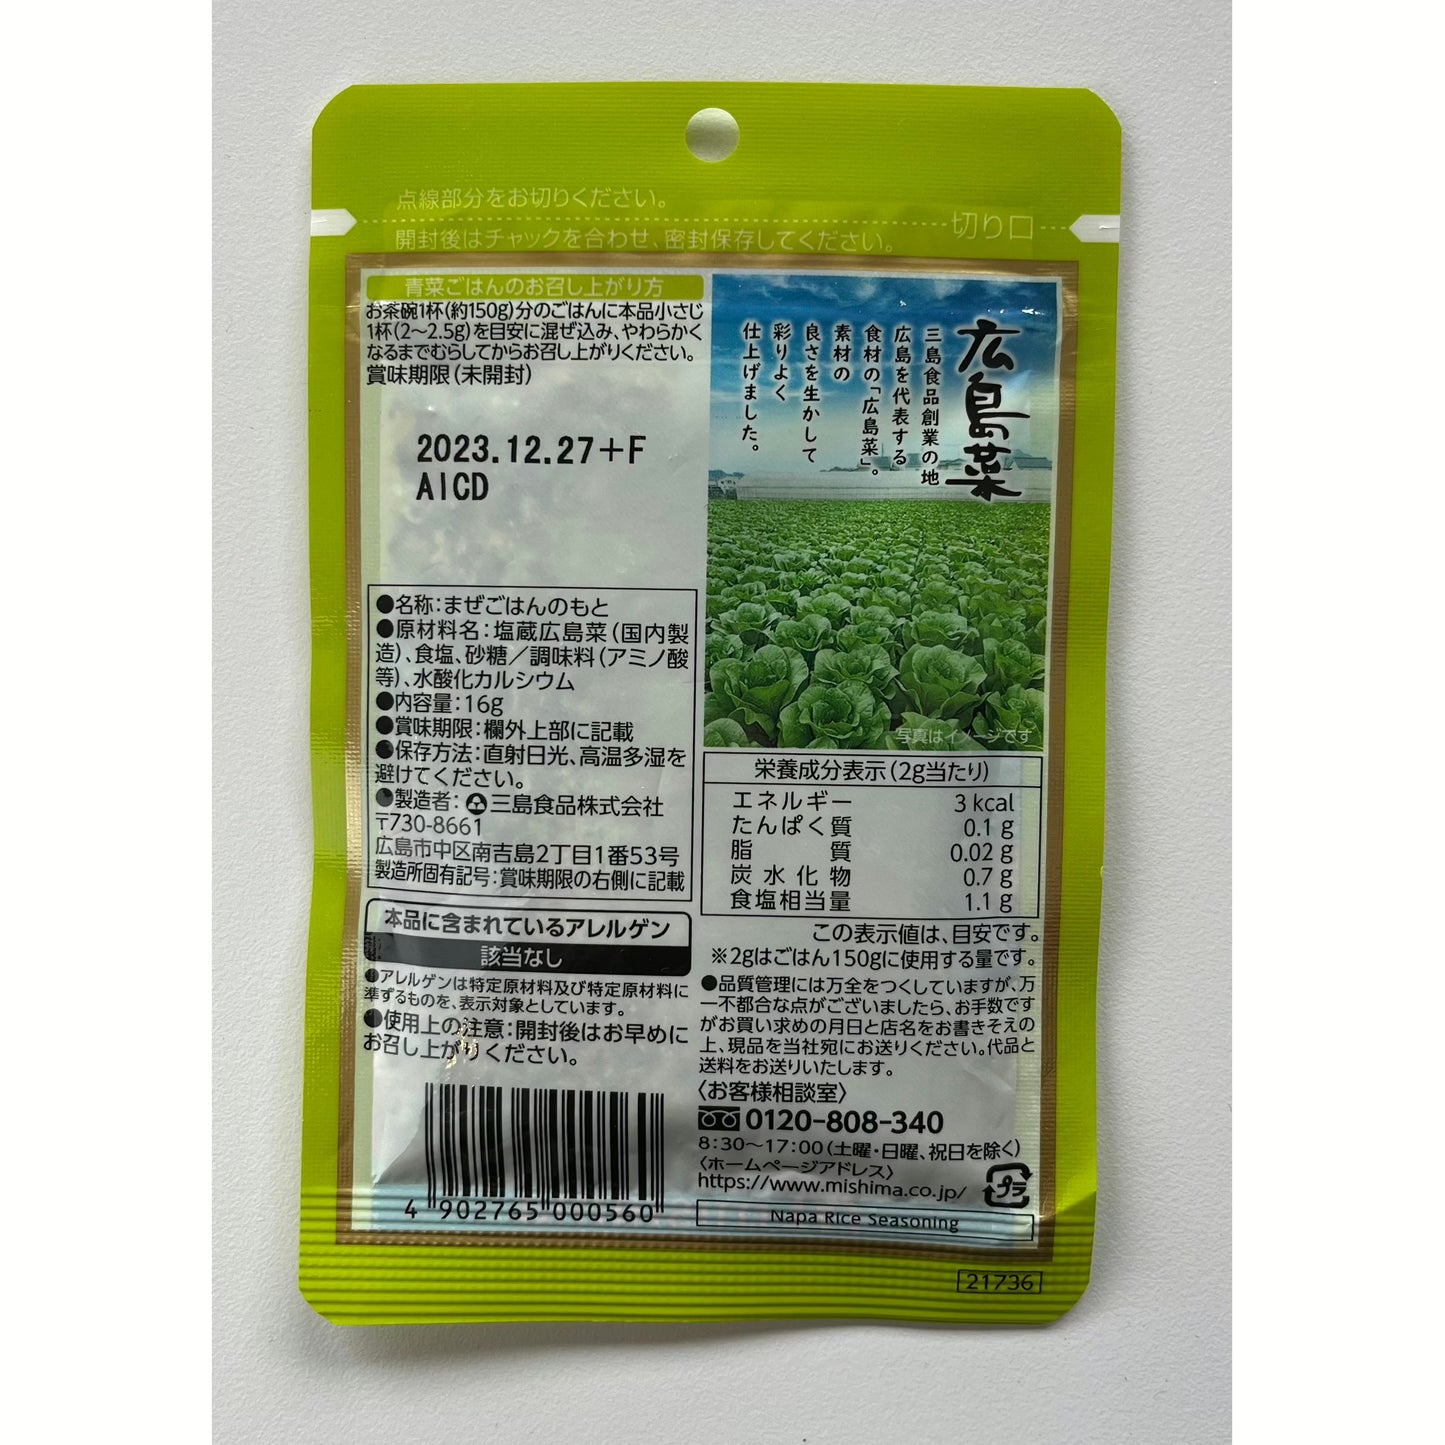 点線部分をお切りください。
切り口
開封後はチャックを合わせ、密封保存してください。
青菜ごはんのお召し上がり方
お茶碗1杯(約150g)分のごはんに本品小さじ
1杯(2〜2.5g)を目安に混ぜ込み、やわらかく
なるまでむらしてからお召し上がりください。
賞味期限(未開封)
2023.12.27+F
AICD
●名称:まぜごはんのもと
●原材料名:塩蔵広島菜(国内製
造)、食塩、砂糖/調味料(アミノ酸
等)、水酸化カルシウム
●内容量:16g
●賞味期限:欄外上部に記載
●保存方法:直射日光、高温多湿を
避けてください。
●製造者:三島食品株式会社
〒730-8661
広島市中区南吉島2丁目1番53号
製造所固有記号:賞味期限の右側に記載
本品に含まれているアレルゲン
該当なし
●アレルゲンは特定原材料及び特定原材料に
準ずるものを、表示対象としています。
●使用上の注意:開封後はお早めに
お召し上がりください。
4 902765 000560
広島菜
三島食品創業の地
広島を代表する
食材の「広島菜」。
素材の
良さを生かして
彩りよく
仕上げました。
写真はイメージです
栄養成分表示(2g当たり)
エネルギー 3 kcal
たんぱく質 0.1 g
脂質 0.02 g
炭水化物 0.7 g
食塩相当量 1.1 g
この表示値は、目安です。
※2gはごはん150gに使用する量です。
●品質管理には万全をつくしていますが、万
一不都合な点がございましたら、お手数です
がお買い求めの月日と店名をお書きそえの
上、現品を当社宛にお送りください。代品と
送料をお送りいたします。
〈お客様相談室〉
0120-808-340
8:30〜17:00(土曜・日曜、祝日を除く)
〈ホームページアドレス〉
https://www.mishima.co.jp/
プラ
Napa Rice Seasoning
21736